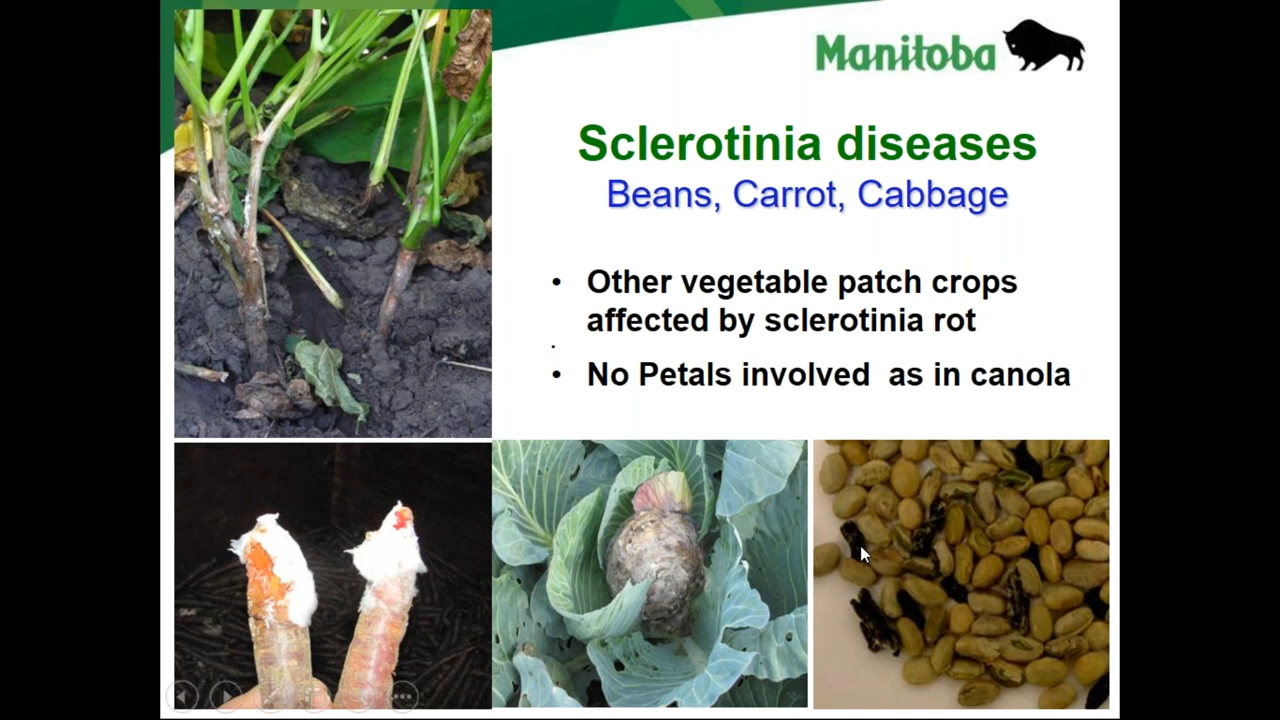 Manitoba
Sclerotinia diseases
Beans, Carrot, Cabbage
• Other vegetable patch crops
affected by sclerotinia rot
•
• No Petals involved as in canola